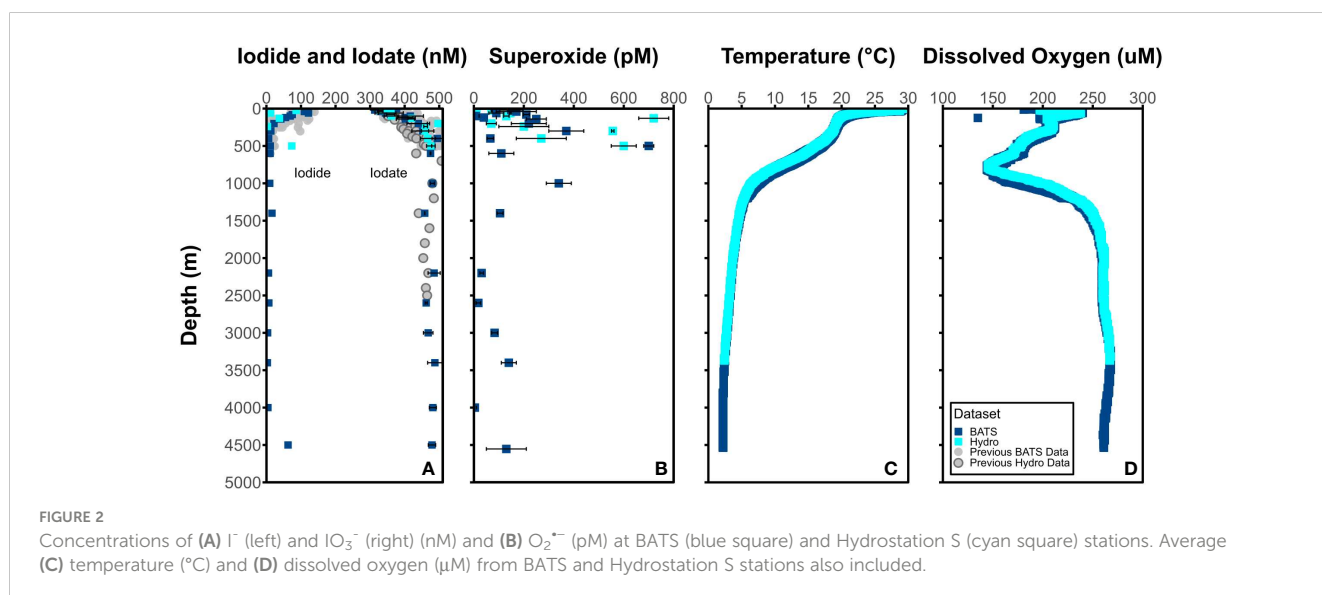 Iodide and Iodate (nM) Superoxide (pM) Temperature (°C) Dissolved Oxygen (uM)
0 100 200 300 400 500 0 200 400 600 800 0 5 10 15 20 25 30 100 150 200 250 300
0
500
Iodide Iodate
1000
1500
2000
Depth (m)
2500
3000
3500
4000
Dataset
BATS
Hydro
Previous BATS Data
Previous Hydro Data
4500
A B C D
5000
FIGURE 2
Concentrations of (A) I⁻ (left) and IO₃⁻ (right) (nM) and (B) O₂•⁻ (pM) at BATS (blue square) and Hydrostation S (cyan square) stations. Average
(C) temperature (°C) and (D) dissolved oxygen (μM) from BATS and Hydrostation S stations also included.